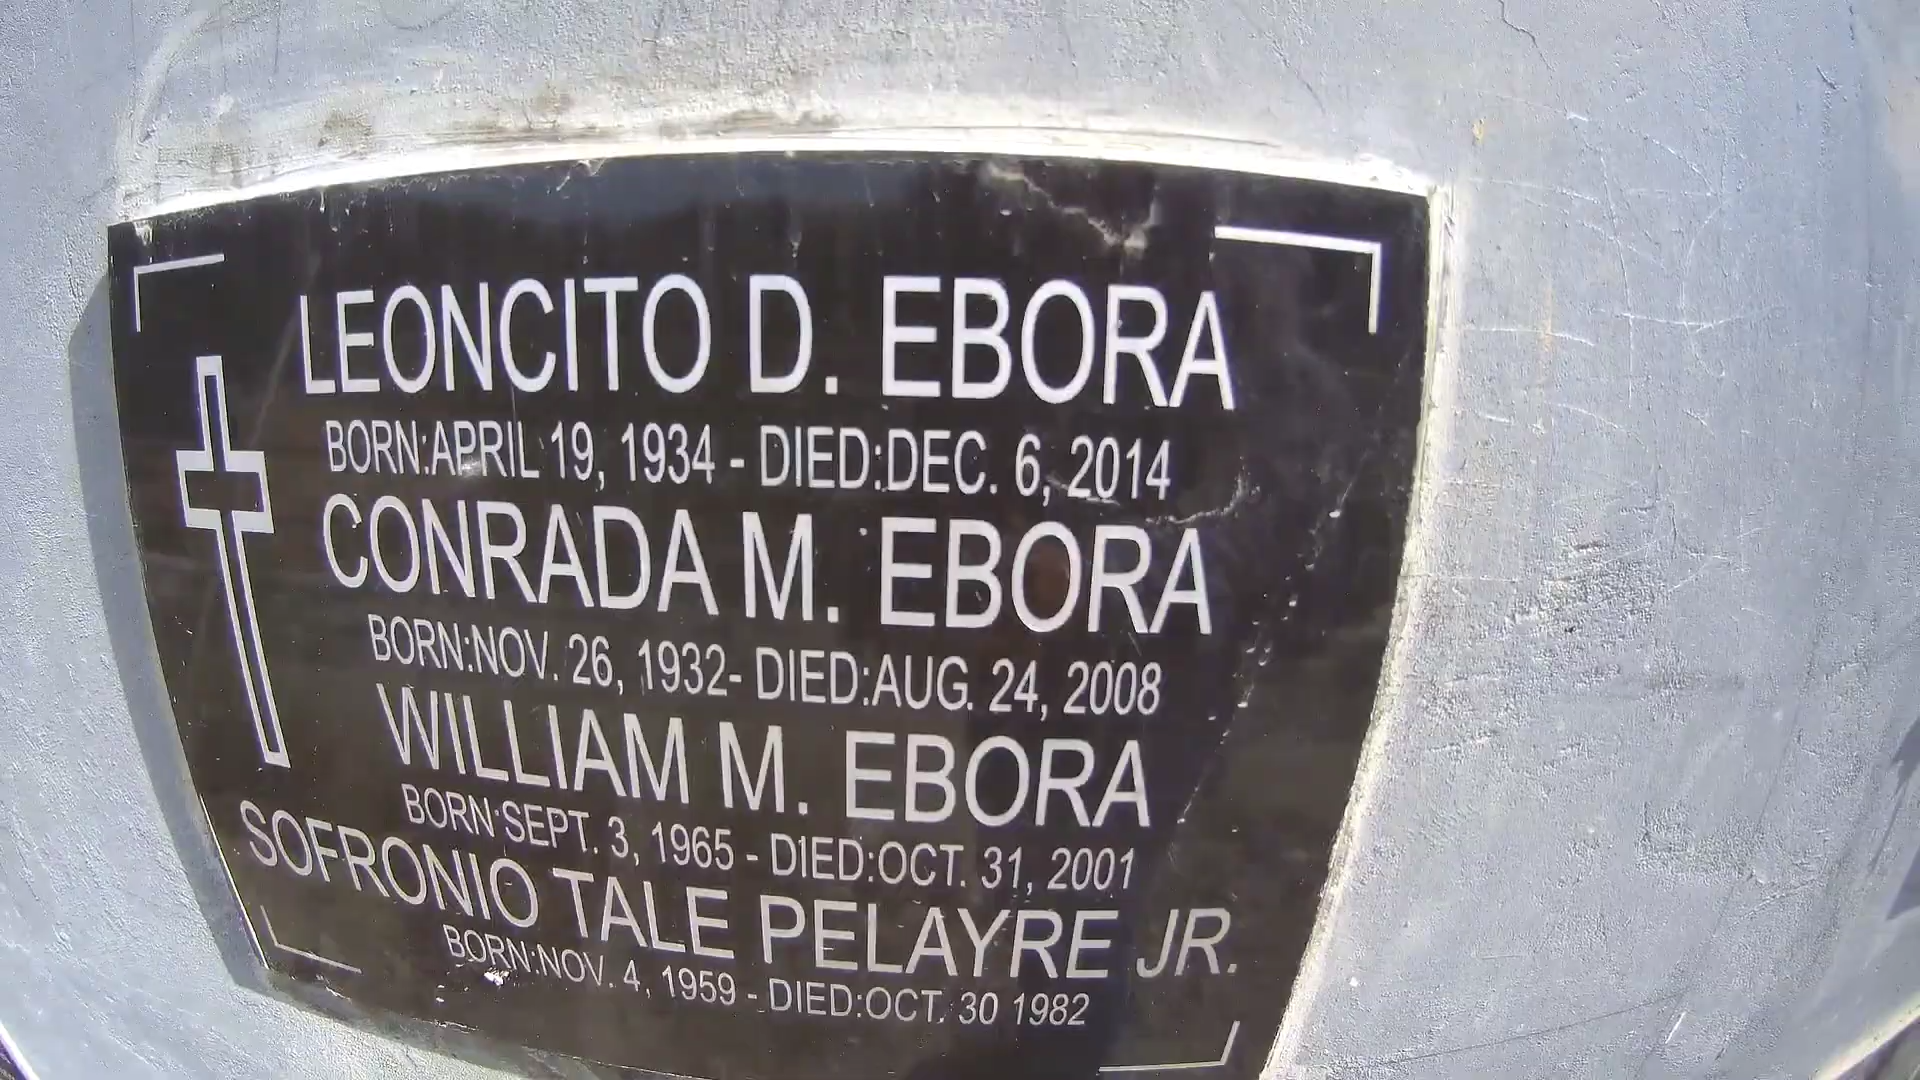 LEONCITO D. EBORA
BORN:APRIL 19, 1934 - DIED:DEC. 6, 2014
CONRADA M. EBORA
BORN:NOV. 26, 1932- DIED:AUG. 24, 2008
WILLIAM M. EBORA
BORN:SEPT. 3, 1965 - DIED:OCT. 31, 2001
SOFRONIO TALE PELAYRE JR.
BORN:NOV. 4, 1959 - DIED:OCT. 30 1982